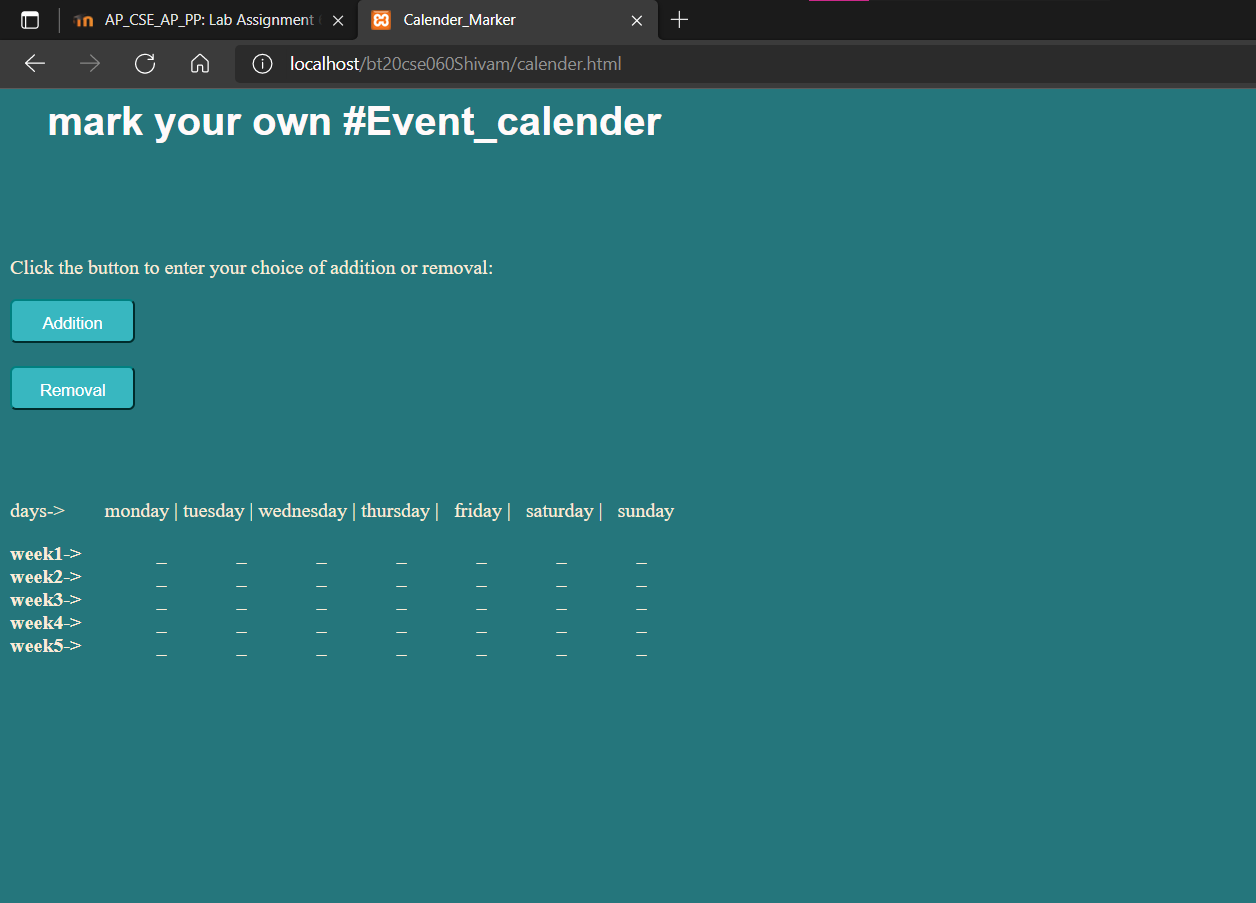 AP_CSE_AP_PP: Lab Assignment
Calender_Marker
localhost/bt20cse060Shivam/calender.html
mark your own #Event_calender
Click the button to enter your choice of addition or removal:
Addition
Removal
days-> monday | tuesday | wednesday | thursday | friday | saturday | sunday
week1-> _ _ _ _ _ _ _
week2-> _ _ _ _ _ _ _
week3-> _ _ _ _ _ _ _
week4-> _ _ _ _ _ _ _
week5-> _ _ _ _ _ _ _